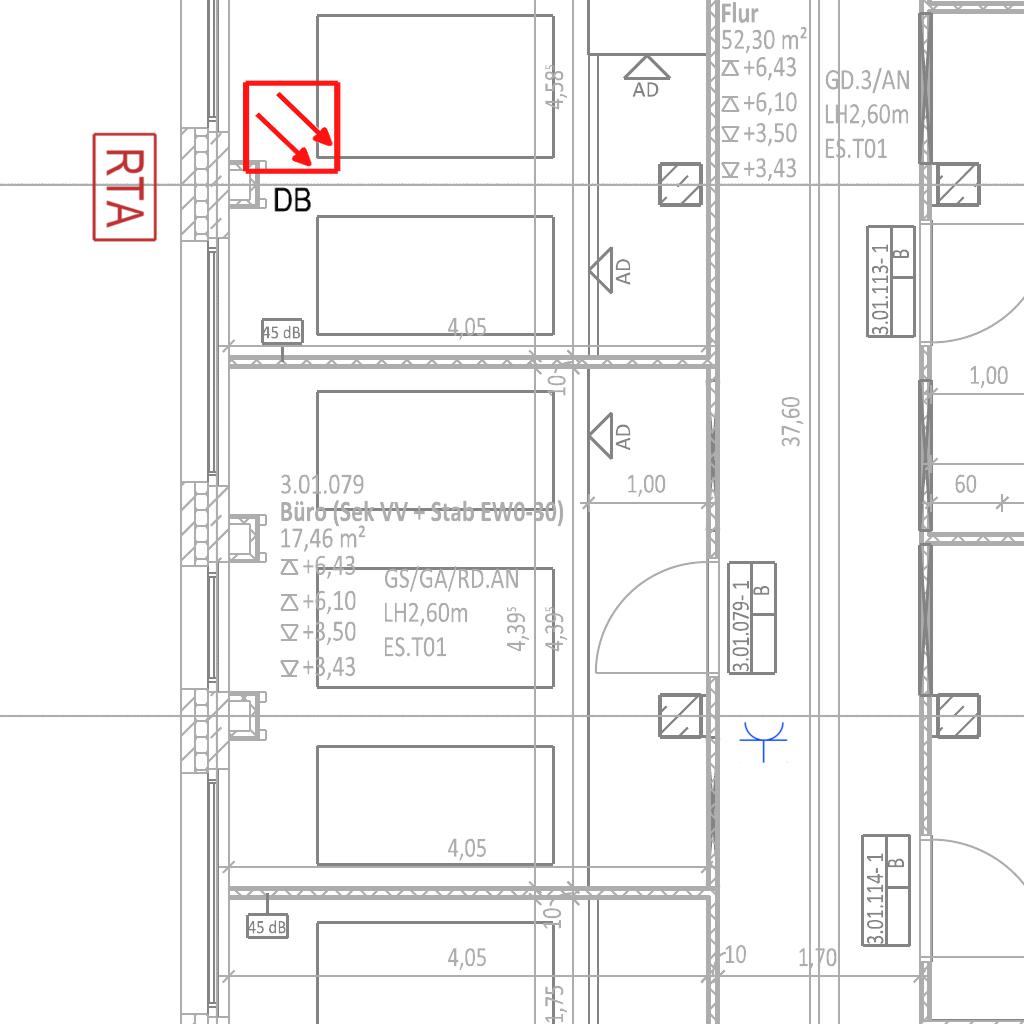 Flur
52,30 m²
+6,43
+6,10
+3,50
+3,43
GD.3/AN
LH2,60m
ES.T01
4,58⁵
AD
RTA
DB
AD
3.01.113- 1
B
45 dB
4,05
10
1,00
37,60
AD
3.01.079
Büro (Sek VV + Stab EW0-30)
17,46 m²
+6,43
+6,10
+3,50
+3,43
GS/GA/RD.AN
LH2,60m
ES.T01
4,39⁵
4,39⁵
1,00
60
3.01.079- 1
B
4,05
3.01.114- 1
B
45 dB
10
4,05
10
1,70
1,75